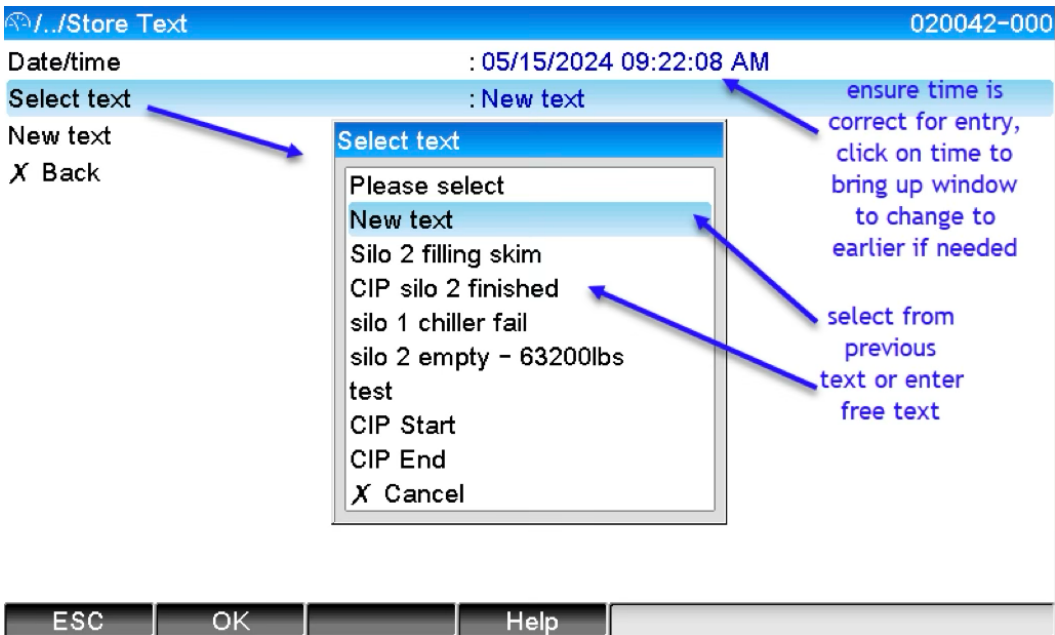 /../Store Text 020042-000
Date/time : 05/15/2024 09:22:08 AM
Select text : New text
New text
X Back
Select text
Please select
New text
Silo 2 filling skim
CIP silo 2 finished
silo 1 chiller fail
silo 2 empty - 63200lbs
test
CIP Start
CIP End
X Cancel
ensure time is
correct for entry,
click on time to
bring up window
to change to
earlier if needed
select from
previous
text or enter
free text
ESC OK Help